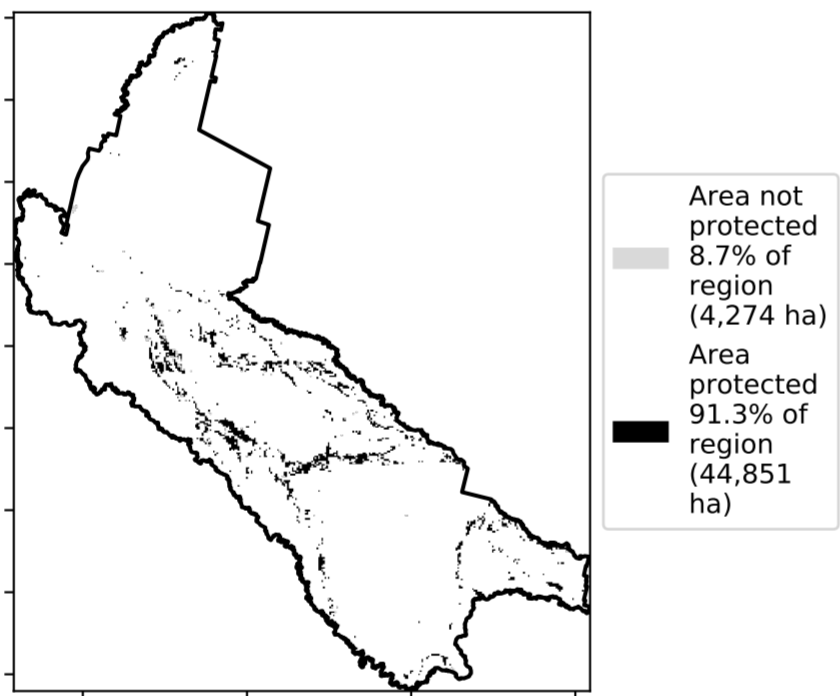 Area not
protected
8.7% of
region
(4,274 ha)
Area
protected
91.3% of
region
(44,851
ha)